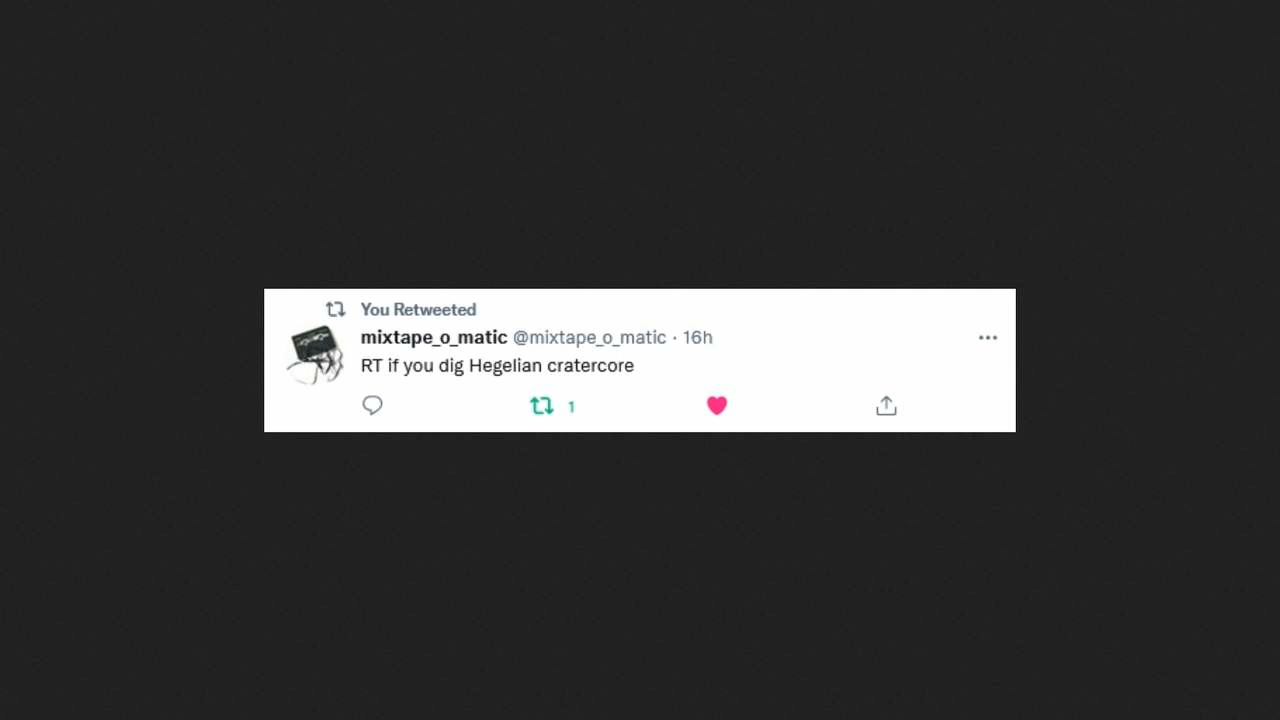 You Retweeted
mixtape_o_matic @mixtape_o_matic · 16h
RT if you dig Hegelian cratercore
1